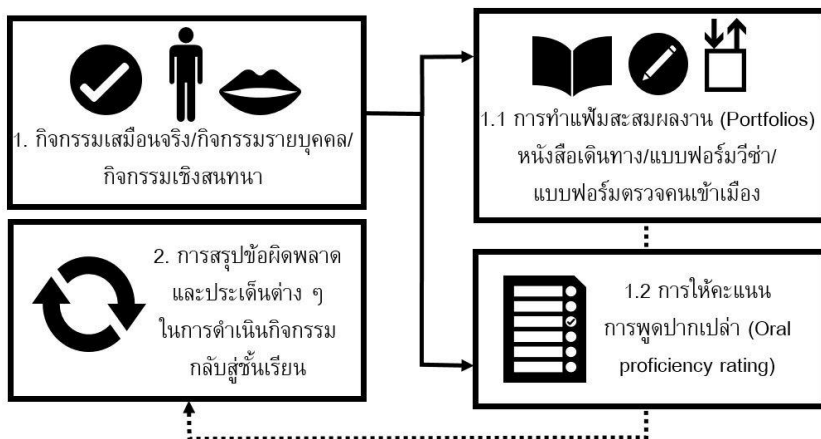 1. กิจกรรมเสมือนจริง/กิจกรรมรายบุคคล/
กิจกรรมเชิงสนทนา
1.1 การทำแฟ้มสะสมผลงาน (Portfolios)
หนังสือเดินทาง/แบบฟอร์มวีซ่า/
แบบฟอร์มตรวจคนเข้าเมือง
2. การสรุปข้อผิดพลาด
และประเด็นต่าง ๆ
ในการดำเนินกิจกรรม
กลับสู่ชั้นเรียน
1.2 การให้คะแนน
การพูดปากเปล่า (Oral
proficiency rating)